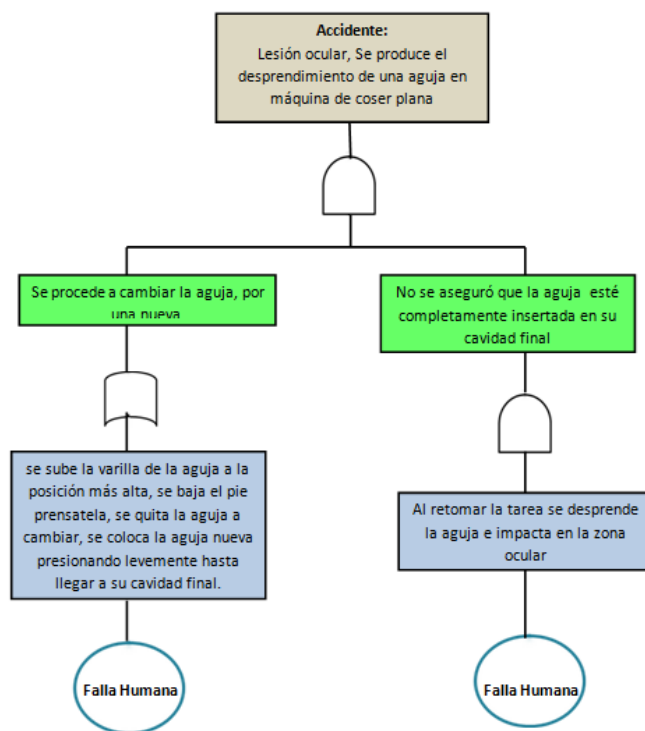 Accidente:
Lesión ocular, Se produce el
desprendimiento de una aguja en
máquina de coser plana
Se procede a cambiar la aguja, por
una nueva
No se aseguró que la aguja esté
completamente insertada en su
cavidad final
se sube la varilla de la aguja a la
posición más alta, se baja el pie
prensatela, se quita la aguja a
cambiar, se coloca la aguja nueva
presionando levemente hasta
llegar a su cavidad final.
Al retomar la tarea se desprende
la aguja e impacta en la zona
ocular
Falla Humana
Falla Humana